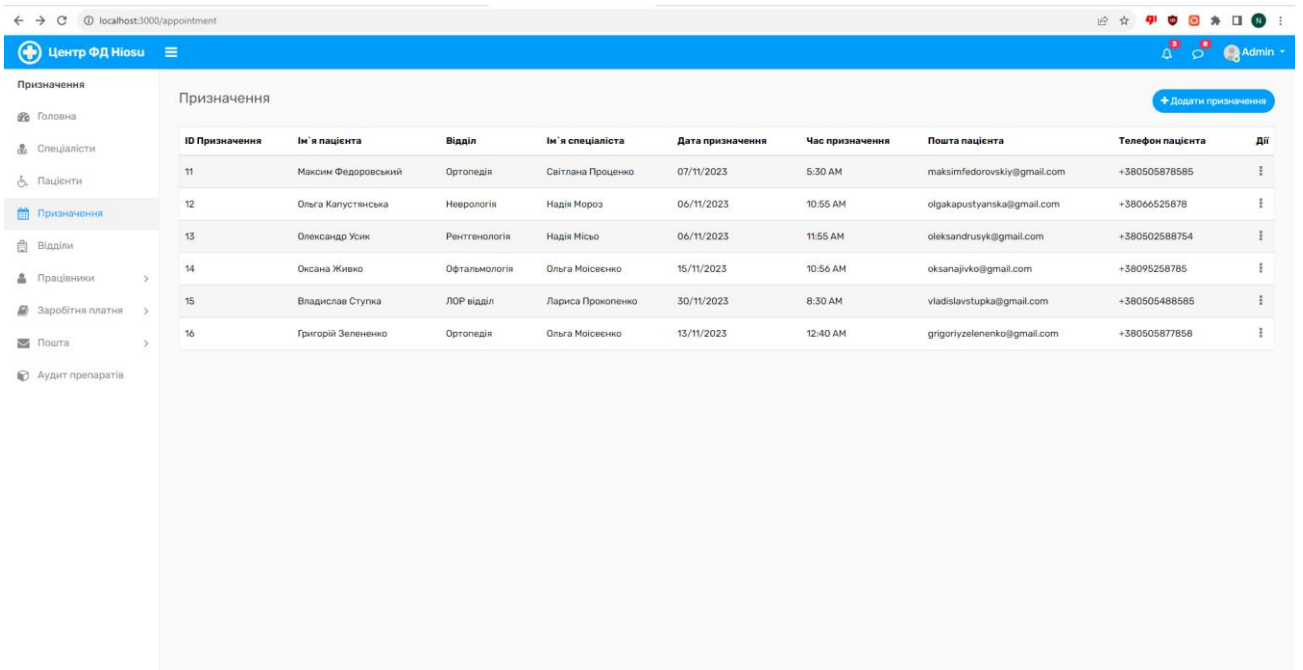 localhost:3000/appointment
N
Центр ФД Hiosu
3
6
Admin
Призначення
Головна
Спеціалісти
Пацієнти
Призначення
Відділи
Працівники
Заробітня платня
Пошта
Аудит препаратів
Призначення
+ Додати призначення
ID Призначення Ім`я пацієнта Відділ Ім`я спеціаліста Дата призначення Час призначення Пошта пацієнта Телефон пацієнта Дії
11 Максим Федоровський Ортопедія Світлана Проценко 07/11/2023 5:30 AM maksimfedorovskiy@gmail.com +380505878585
12 Ольга Капустянська Неврологія Надія Мороз 06/11/2023 10:55 AM olgakapustyanska@gmail.com +38066525878
13 Олександр Усик Рентгенологія Надія Місьо 06/11/2023 11:55 AM oleksandrusyk@gmail.com +380502588754
14 Оксана Живко Офтальмологія Ольга Моісеєнко 15/11/2023 10:56 AM oksanajivko@gmail.com +38095258785
15 Владислав Ступка ЛОР відділ Лариса Прокопенко 30/11/2023 8:30 AM vladislavstupka@gmail.com +380505488585
16 Григорій Зелененко Ортопедія Ольга Моісеєнко 13/11/2023 12:40 AM grigoriyzelenenko@gmail.com +380505877858